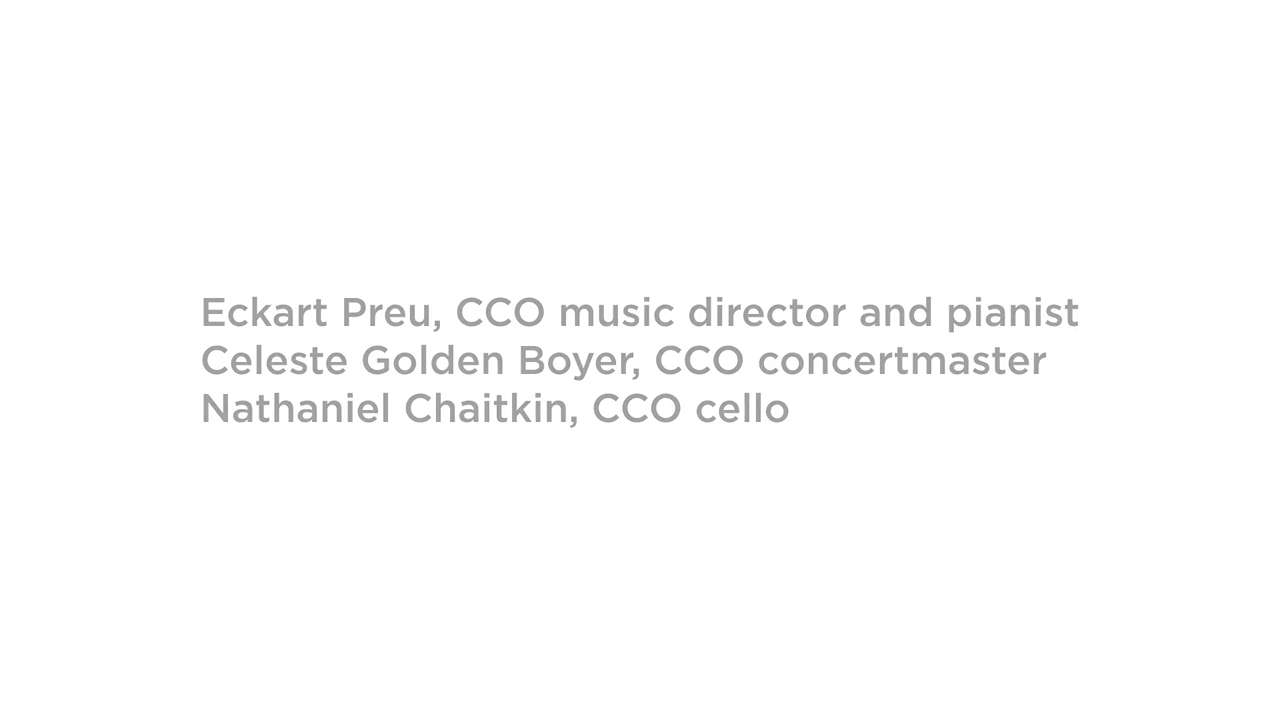 Eckart Preu, CCO music director and pianist
Celeste Golden Boyer, CCO concertmaster
Nathaniel Chaitkin, CCO cello